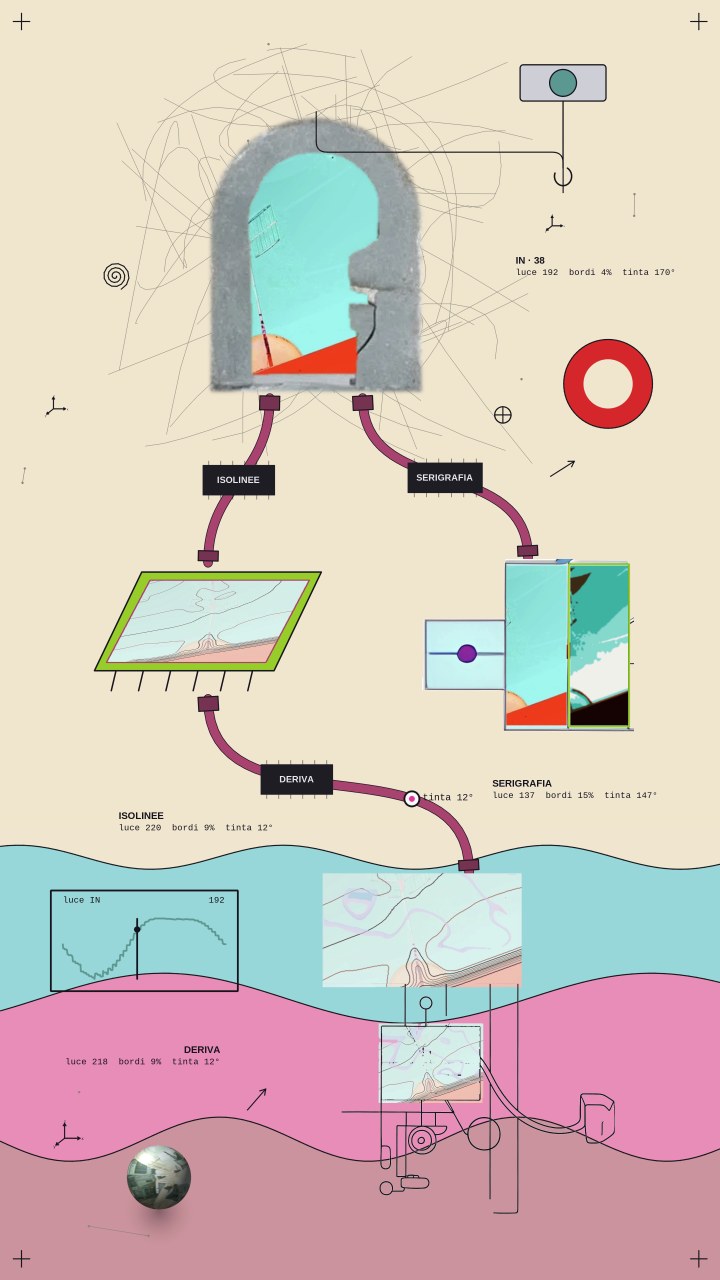 IN · 38
luce 192  bordi 4%  tinta 170°
ISOLINEE
SERIGRAFIA
DERIVA
tinta 12°
SERIGRAFIA
luce 137  bordi 15%  tinta 147°
ISOLINEE
luce 220  bordi 9%  tinta 12°
luce IN 192
DERIVA
luce 218  bordi 9%  tinta 12°